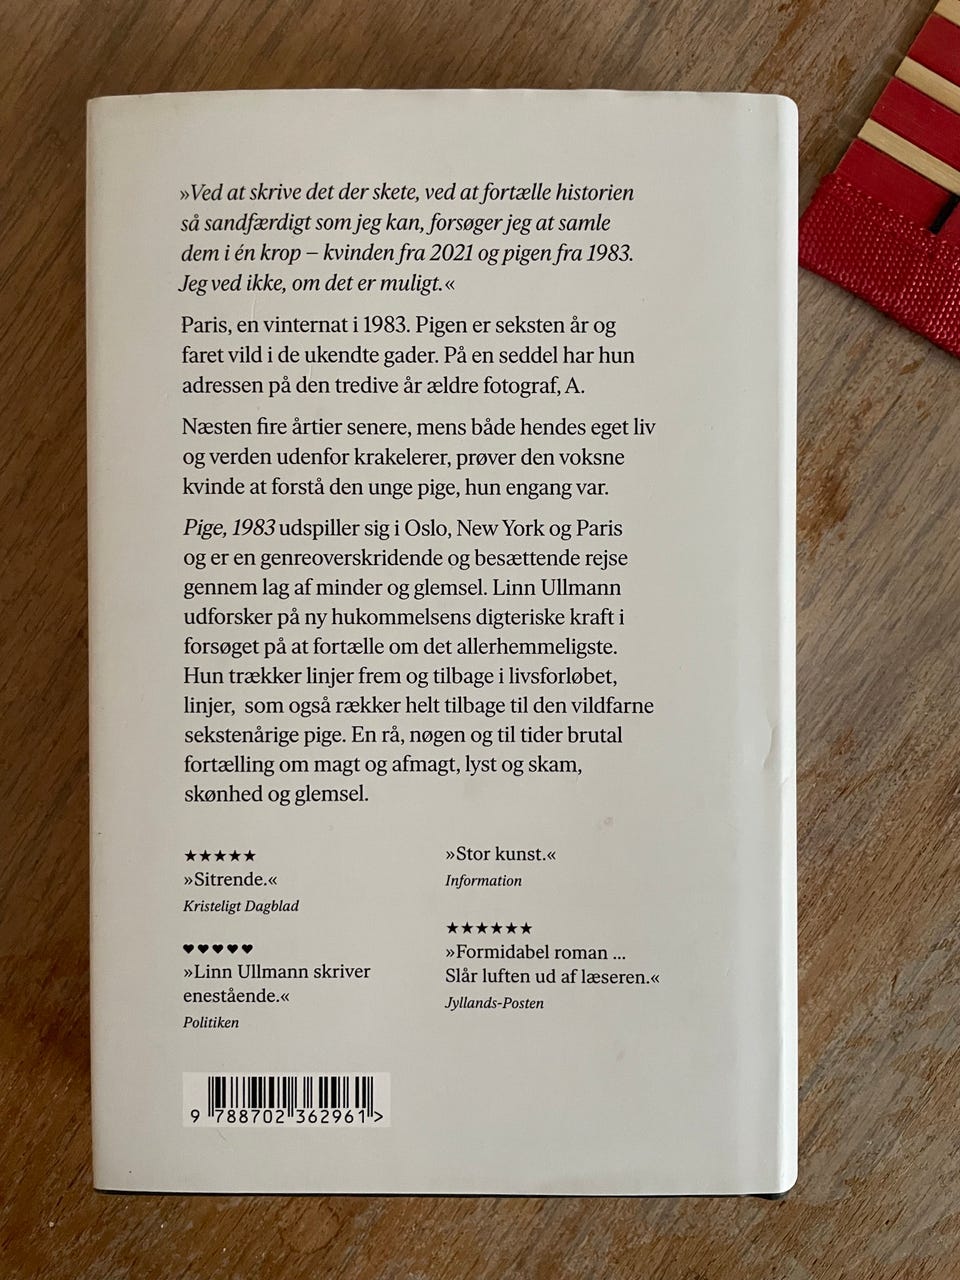 »Ved at skrive det der skete, ved at fortælle historien
så sandfærdigt som jeg kan, forsøger jeg at samle
dem i én krop – kvinden fra 2021 og pigen fra 1983.
Jeg ved ikke, om det er muligt.«
Paris, en vinternat i 1983. Pigen er seksten år og
faret vild i de ukendte gader. På en seddel har hun
adressen på den tredive år ældre fotograf, A.
Næsten fire årtier senere, mens både hendes eget liv
og verden udenfor krakelerer, prøver den voksne
kvinde at forstå den unge pige, hun engang var.
Pige, 1983 udspiller sig i Oslo, New York og Paris
og er en genreoverskridende og besættende rejse
gennem lag af minder og glemsel. Linn Ullmann
udforsker på ny hukommelsens digteriske kraft i
forsøget på at fortælle om det allerhemmeligste.
Hun trækker linjer frem og tilbage i livsforløbet,
linjer, som også rækker helt tilbage til den vildfarne
sekstenårige pige. En rå, nøgen og til tider brutal
fortælling om magt og afmagt, lyst og skam,
skønhed og glemsel.
★★★★★
»Sitrende.«
Kristeligt Dagblad
♥♥♥♥♥
»Linn Ullmann skriver
enestående.«
Politiken
»Stor kunst.«
Information
★★★★★★
»Formidabel roman ...
Slår luften ud af læseren.«
Jyllands-Posten
9 788702 362961 >